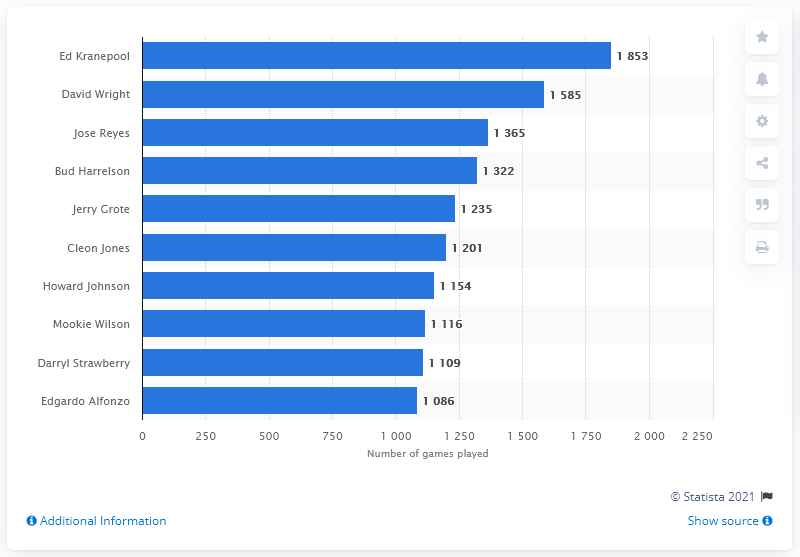 Ed Kranepool 1 853
David Wright 1 585
Jose Reyes 1 365
Bud Harrelson 1 322
Jerry Grote 1 235
Cleon Jones 1 201
Howard Johnson 1 154
Mookie Wilson 1 116
Darryl Strawberry 1 109
Edgardo Alfonzo 1 086
0 250 500 750 1 000 1 250 1 500 1 750 2 000 2 250
Number of games played
© Statista 2021
Additional Information Show source